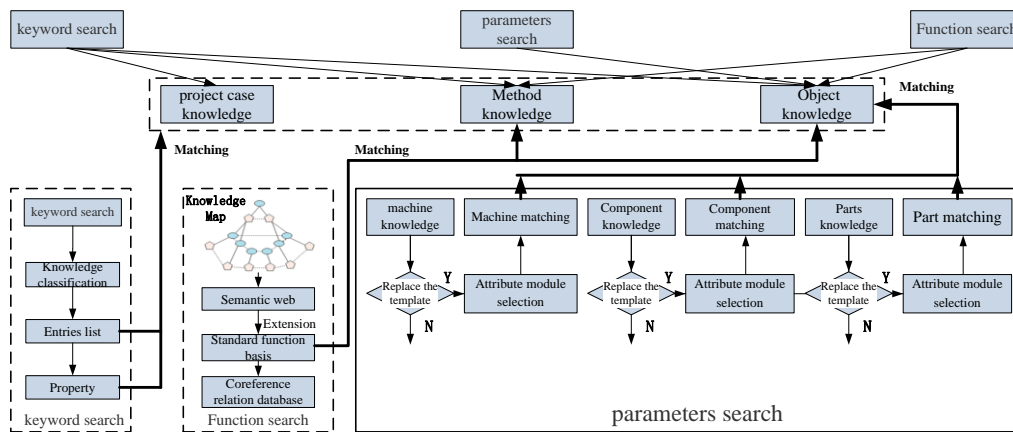 keyword search
parameters
search
Function search
project case
knowledge
Method
knowledge
Object
knowledge
Matching
Matching
Matching
keyword search
Knowledge
classification
Entries list
Property
keyword search
Knowledge
Map
Semantic web
Extension
Standard function
basis
Coreference
relation database
Function search
machine
knowledge
Machine matching
Replace the
template
Y
N
Attribute module
selection
Component
knowledge
Component
matching
Replace the
template
Y
N
Attribute module
selection
Parts
knowledge
Part matching
Replace the
template
Y
N
Attribute module
selection
parameters search